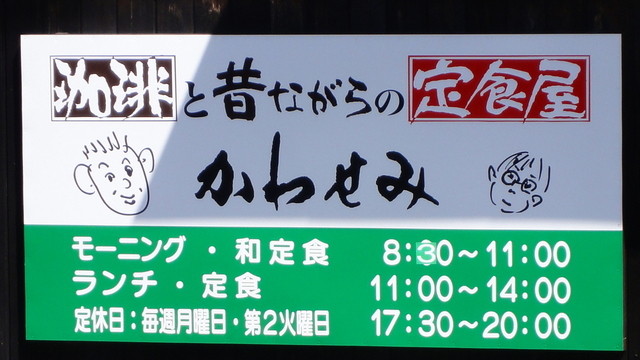 珈琲と昔ながらの定食屋
かわせみ
モーニング・和定食 8:30～11:00
ランチ・定食 11:00～14:00
定休日：毎週月曜日・第2火曜日 17:30～20:00